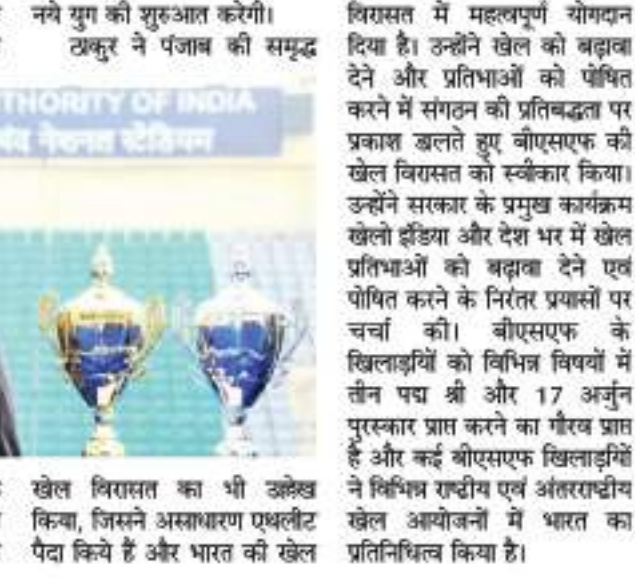 नये युग की शुरुआत करेगी।
ठाकुर ने पंजाब की समृद्ध
THORITY OF INDIA
नेशनल स्टेडियम
खेल विरासत का भी उल्लेख
किया, जिसने असाधारण एथलीट
पैदा किये हैं और भारत की खेल
विरासत में महत्वपूर्ण योगदान
दिया है। उन्होंने खेल को बढ़ावा
देने और प्रतिभाओं को पोषित
करने में संगठन की प्रतिबद्धता पर
प्रकाश डालते हुए बीएसएफ की
खेल विरासत को स्वीकार किया।
उन्होंने सरकार के प्रमुख कार्यक्रम
खेलो इंडिया और देश भर में खेल
प्रतिभाओं को बढ़ावा देने एवं
पोषित करने के निरंतर प्रयासों पर
चर्चा की। बीएसएफ के
खिलाड़ियों को विभिन्न विषयों में
तीन पद्म श्री और 17 अर्जुन
पुरस्कार प्राप्त करने का गौरव प्राप्त
है और कई बीएसएफ खिलाड़ियों
ने विभिन्न राष्ट्रीय एवं अंतरराष्ट्रीय
खेल आयोजनों में भारत का
प्रतिनिधित्व किया है।